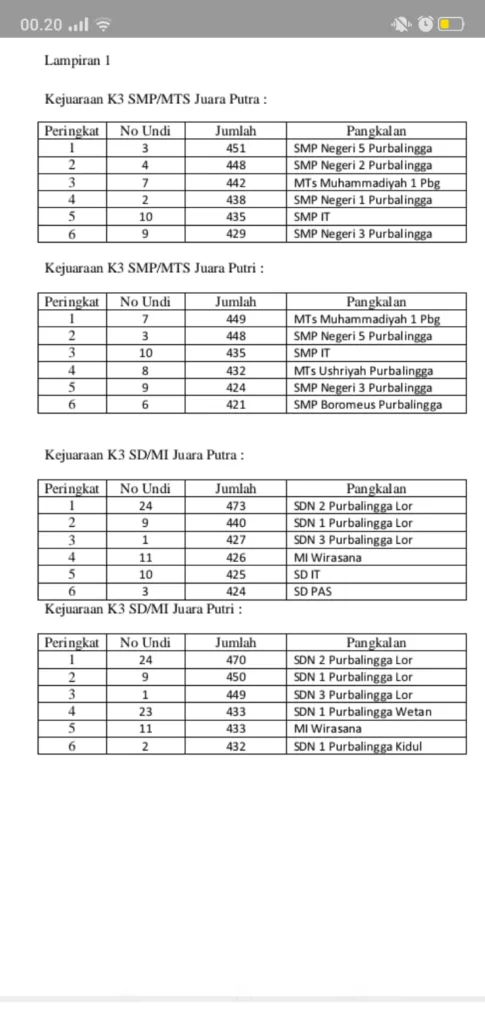 00.20
Lampiran 1
Kejuaraan K3 SMP/MTS Juara Putra :
Peringkat No Undi Jumlah Pangkalan
1 3 451 SMP Negeri 5 Purbalingga
2 4 448 SMP Negeri 2 Purbalingga
3 7 442 MTs Muhammadiyah 1 Pbg
4 2 438 SMP Negeri 1 Purbalingga
5 10 435 SMP IT
6 9 429 SMP Negeri 3 Purbalingga
Kejuaraan K3 SMP/MTS Juara Putri :
Peringkat No Undi Jumlah Pangkalan
1 7 449 MTs Muhammadiyah 1 Pbg
2 3 448 SMP Negeri 5 Purbalingga
3 10 435 SMP IT
4 8 432 MTs Ushriyah Purbalingga
5 9 424 SMP Negeri 3 Purbalingga
6 6 421 SMP Boromeus Purbalingga
Kejuaraan K3 SD/MI Juara Putra :
Peringkat No Undi Jumlah Pangkalan
1 24 473 SDN 2 Purbalingga Lor
2 9 440 SDN 1 Purbalingga Lor
3 1 427 SDN 3 Purbalingga Lor
4 11 426 MI Wirasana
5 10 425 SD IT
6 3 424 SD PAS
Kejuaraan K3 SD/MI Juara Putri :
Peringkat No Undi Jumlah Pangkalan
1 24 470 SDN 2 Purbalingga Lor
2 9 450 SDN 1 Purbalingga Lor
3 1 449 SDN 3 Purbalingga Lor
4 23 433 SDN 1 Purbalingga Wetan
5 11 433 MI Wirasana
6 2 432 SDN 1 Purbalingga Kidul